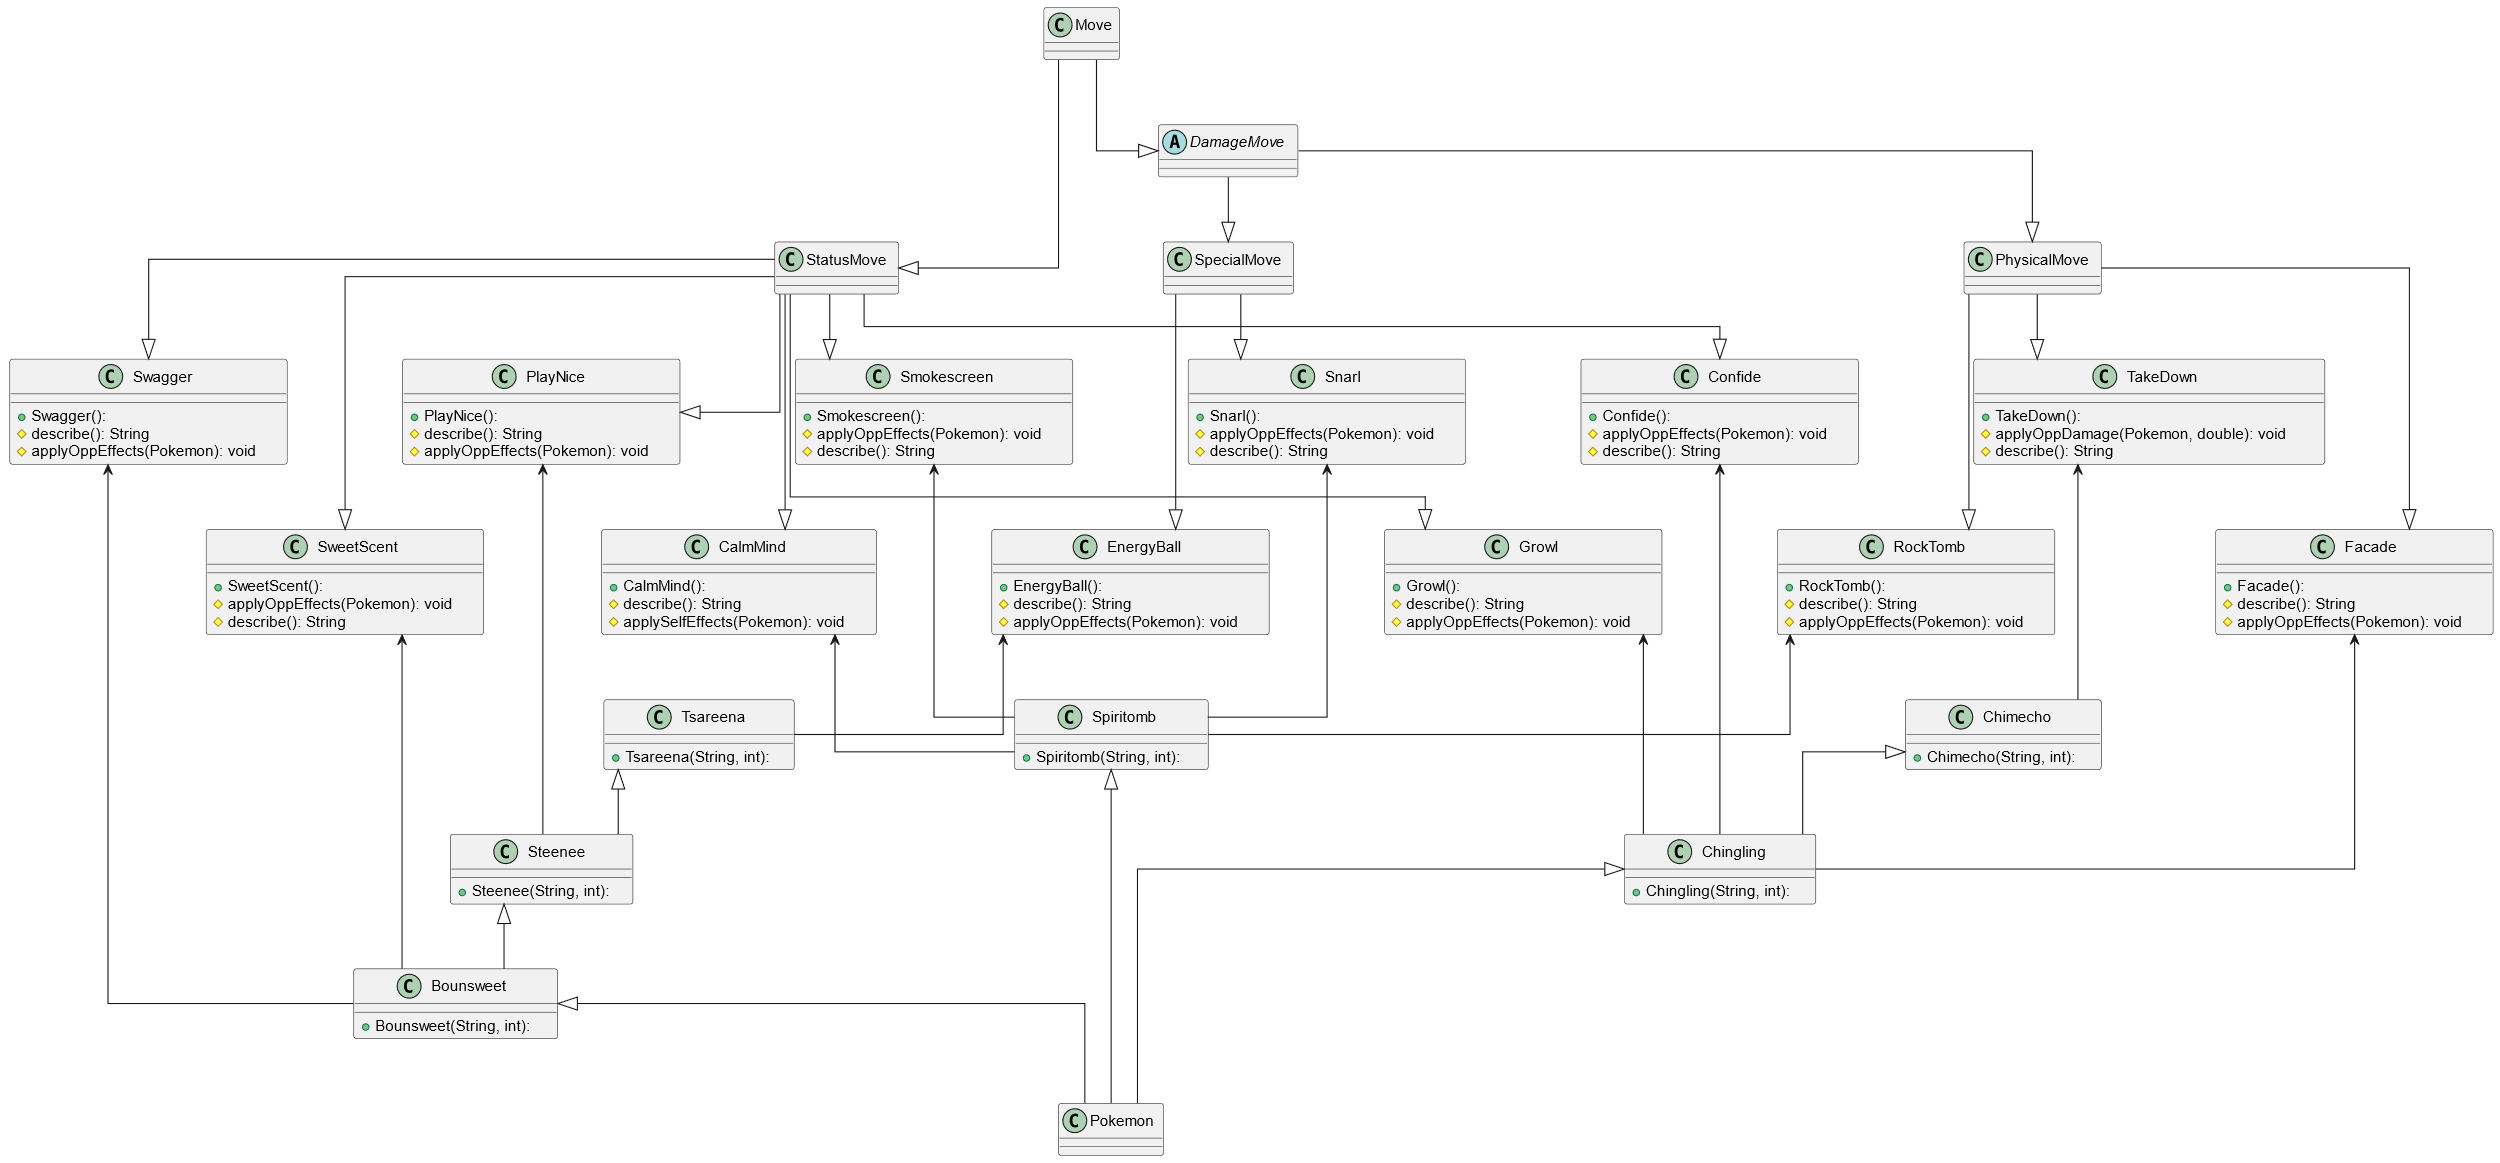 C Move
A DamageMove
C StatusMove
C SpecialMove
C PhysicalMove
C Swagger
+ Swagger():
describe(): String
applyOppEffects(Pokemon): void
C PlayNice
PlayNice():
describe(): String
applyOppEffects(Pokemon): void
C Smokescreen
Smokescreen():
applyOppEffects(Pokemon): void
describe(): String
C Snarl
Snarl():
applyOppEffects(Pokemon): void
describe(): String
C Confide
Confide():
applyOppEffects(Pokemon): void
describe(): String
C TakeDown
TakeDown():
applyOppDamage(Pokemon, double): void
describe(): String
C SweetScent
SweetScent():
applyOppEffects(Pokemon): void
describe(): String
C CalmMind
CalmMind():
describe(): String
applySelfEffects(Pokemon): void
C EnergyBall
EnergyBall():
describe(): String
applyOppEffects(Pokemon): void
C Growl
Growl():
describe(): String
applyOppEffects(Pokemon): void
C RockTomb
RockTomb():
describe(): String
applyOppEffects(Pokemon): void
C Facade
Facade():
describe(): String
applyOppEffects(Pokemon): void
C Tsareena
Tsareena(String, int):
C Spiritomb
Spiritomb(String, int):
C Chimecho
Chimecho(String, int):
C Steenee
Steenee(String, int):
C Chingling
Chingling(String, int):
C Bounsweet
Bounsweet(String, int):
C Pokemon